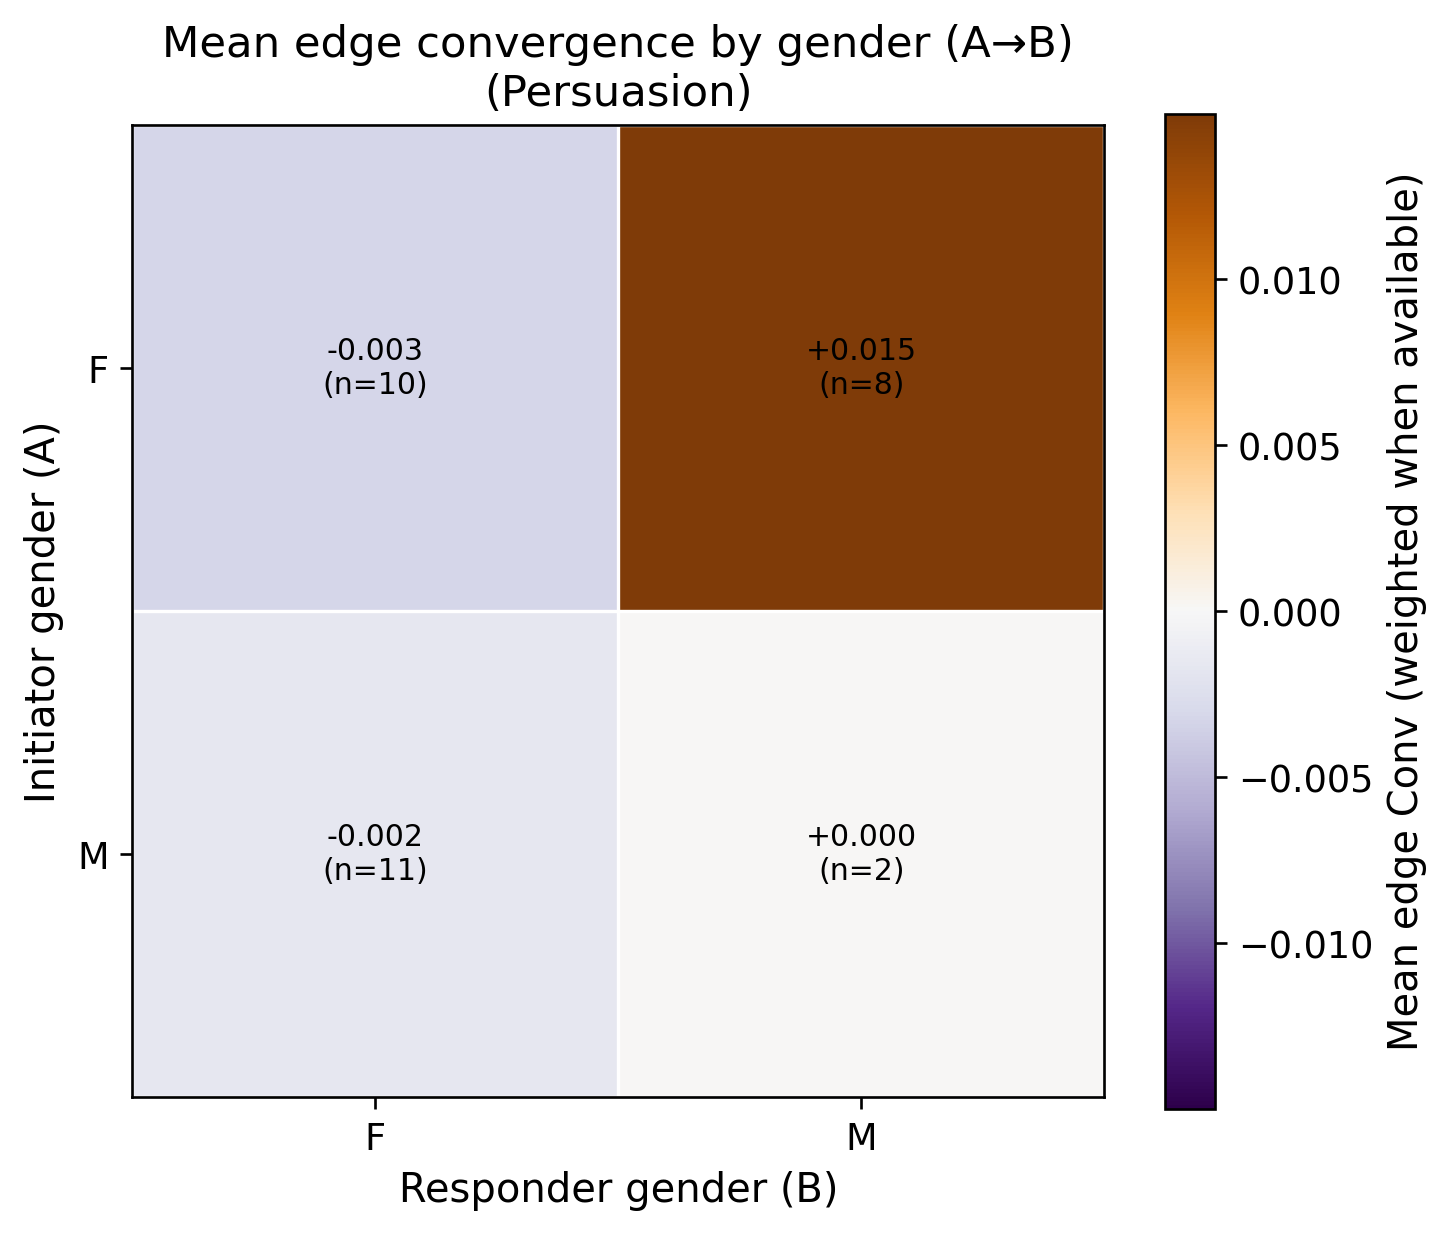 Mean edge convergence by gender (A→B)
(Persuasion)
Initiator gender (A)
F
M
-0.003
(n=10)
+0.015
(n=8)
-0.002
(n=11)
+0.000
(n=2)
F
M
Responder gender (B)
0.010
0.005
0.000
−0.005
−0.010
Mean edge Conv (weighted when available)